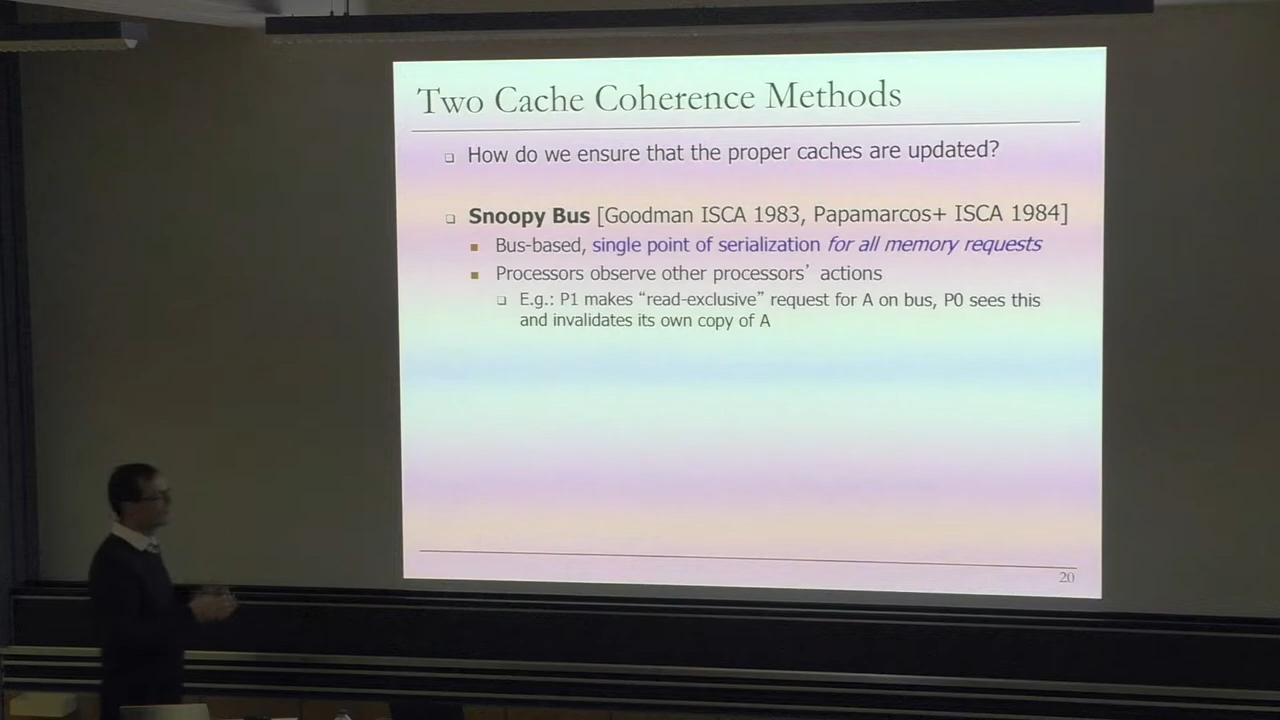 Two Cache Coherence Methods
How do we ensure that the proper caches are updated?
Snoopy Bus [Goodman ISCA 1983, Papamarcos+ ISCA 1984]
Bus-based, single point of serialization for all memory requests
Processors observe other processors’ actions
E.g.: P1 makes “read-exclusive” request for A on bus, P0 sees this
and invalidates its own copy of A
20